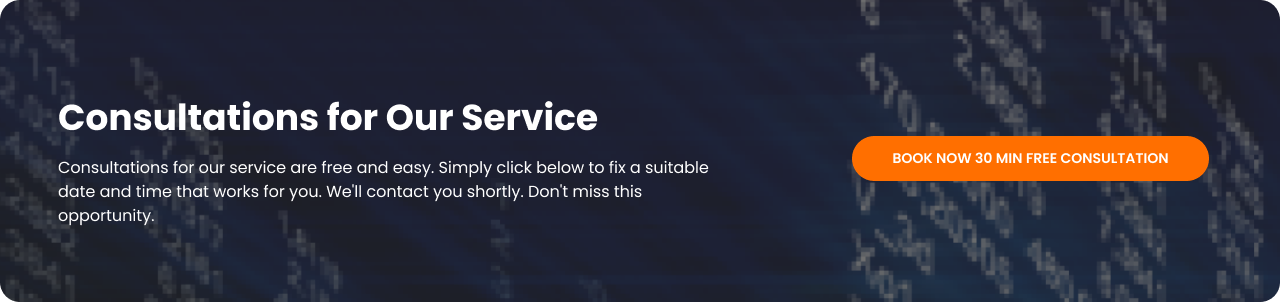 Consultations for Our Service
Consultations for our service are free and easy. Simply click below to fix a suitable
date and time that works for you. We'll contact you shortly. Don't miss this
opportunity.
BOOK NOW 30 MIN FREE CONSULTATION